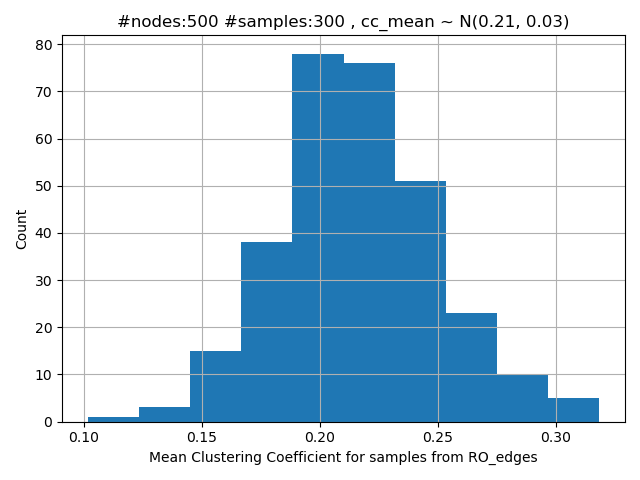 #nodes:500 #samples:300 , cc_mean ~ N(0.21, 0.03)
80
70
60
50
40
30
20
10
0
Count
0.10 0.15 0.20 0.25 0.30
Mean Clustering Coefficient for samples from RO_edges